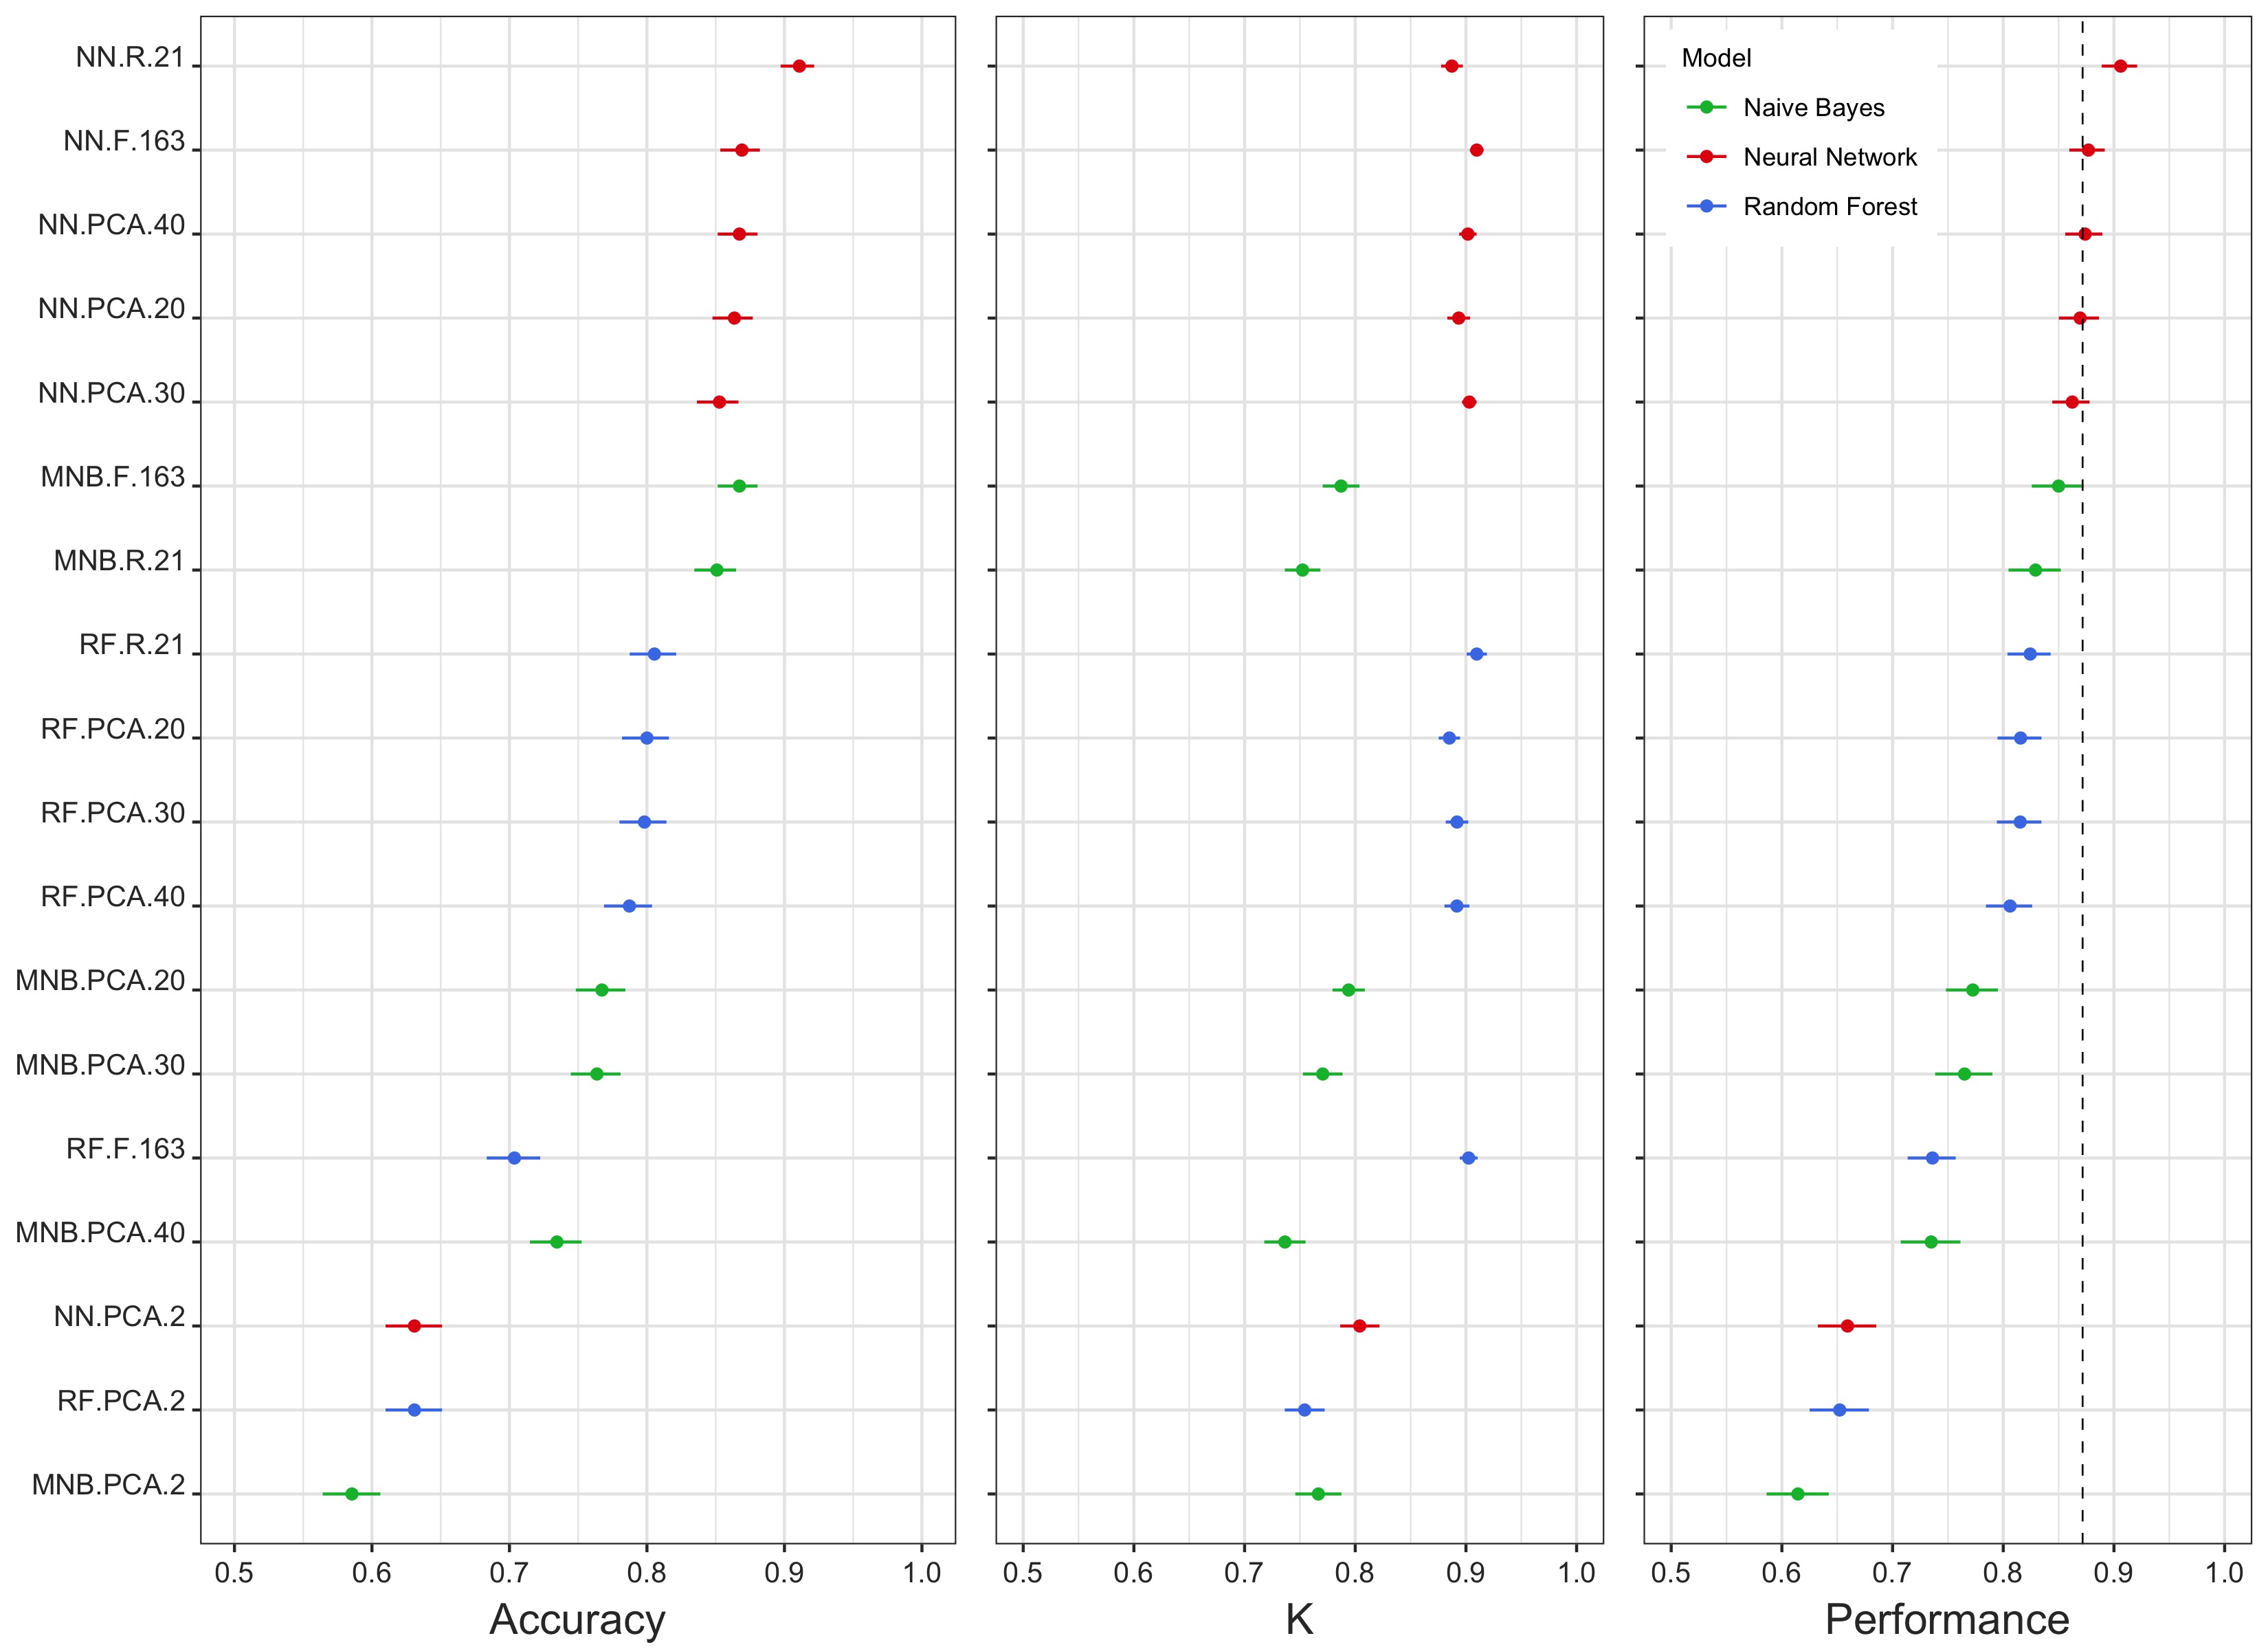 NN.R.21
NN.F.163
NN.PCA.40
NN.PCA.20
NN.PCA.30
MNB.F.163
MNB.R.21
RF.R.21
RF.PCA.20
RF.PCA.30
RF.PCA.40
MNB.PCA.20
MNB.PCA.30
RF.F.163
MNB.PCA.40
NN.PCA.2
RF.PCA.2
MNB.PCA.2
0.5 0.6 0.7 0.8 0.9 1.0
Accuracy
0.5 0.6 0.7 0.8 0.9 1.0
K
Model
Naive Bayes
Neural Network
Random Forest
0.5 0.6 0.7 0.8 0.9 1.0
Performance